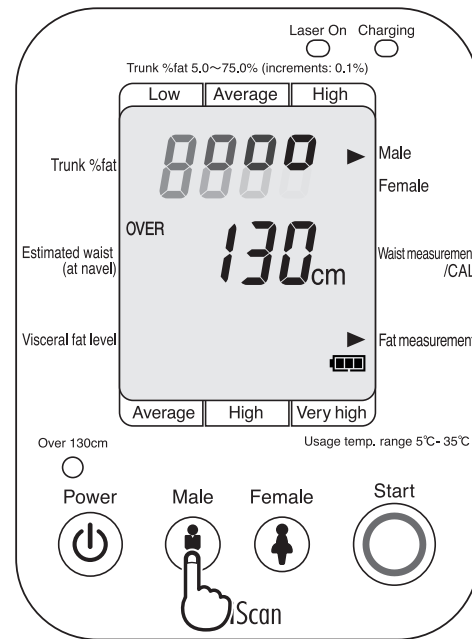 Laser On Charging
Trunk %fat 5.0～75.0% (increments: 0.1%)
Low Average High
Trunk %fat
Male
Female
OVER
130cm
Estimated waist
(at navel)
Waist measurement
/CAL
Visceral fat level
Fat measurement
Average High Very high
Over 130cm
Usage temp. range 5℃- 35℃
Power Male Female Start
Scan